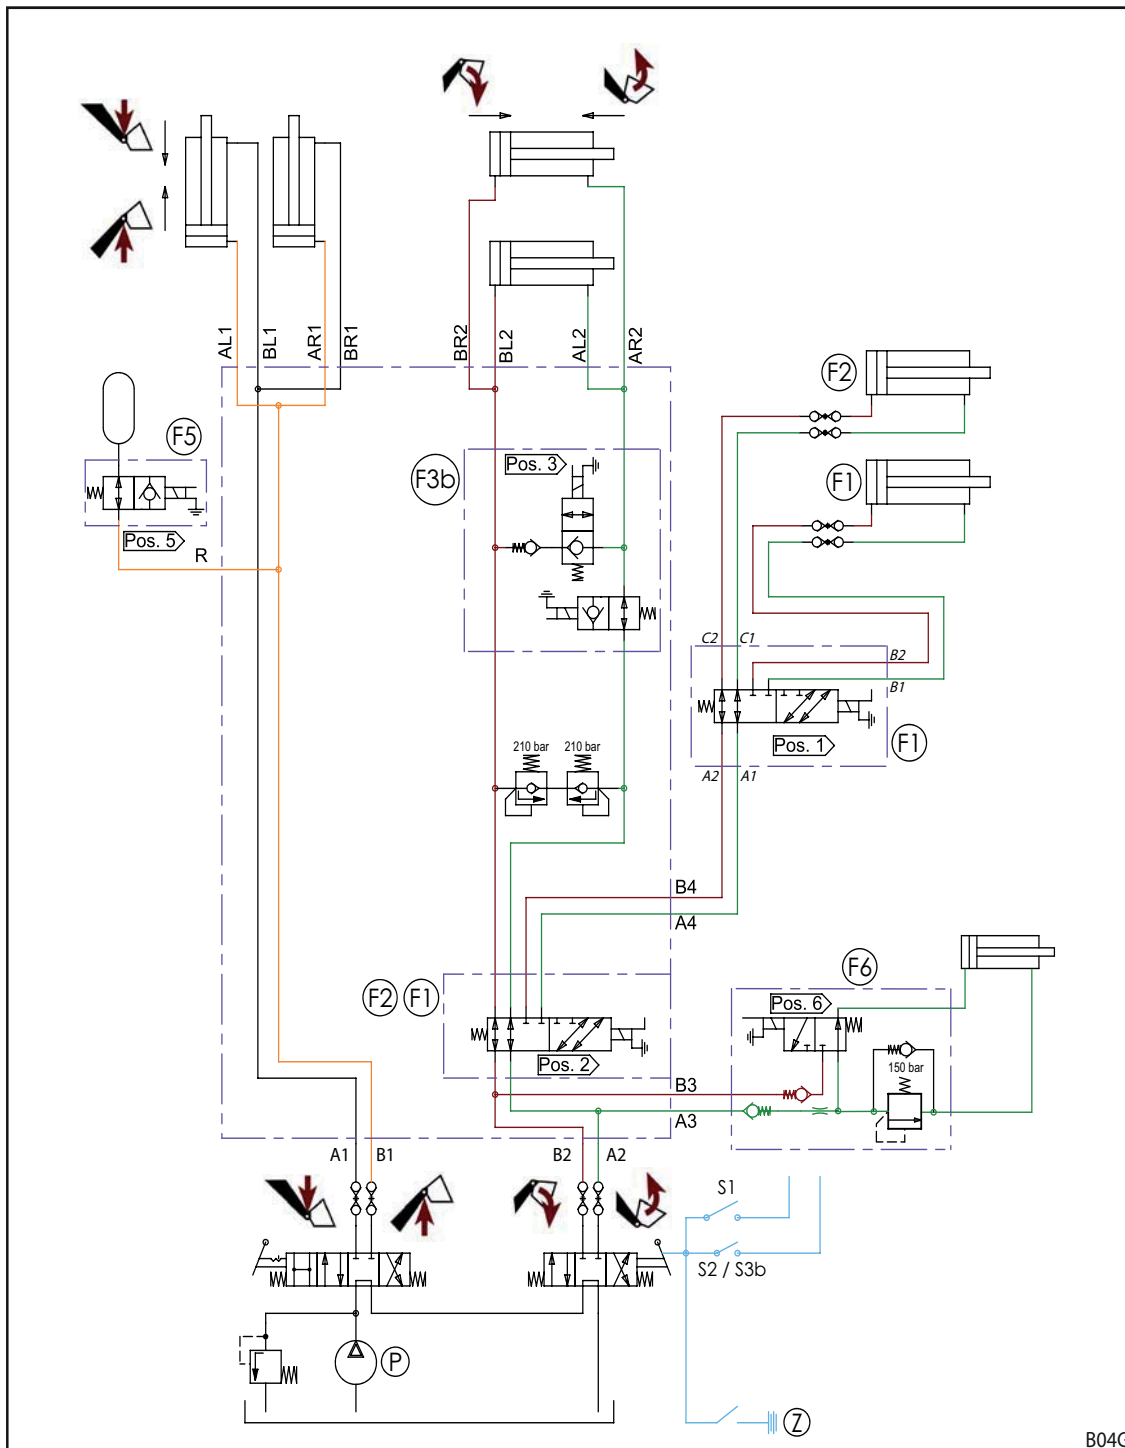 AL1
BL1
AR1
BR1
BR2
BL2
AL2
AR2
F2
F5
F3b
Pos. 3
F1
Pos. 5
R
C2
C1
B2
B1
Pos. 1
F1
210 bar
210 bar
A2
A1
B4
A4
F6
F2
F1
Pos. 6
Pos. 2
150 bar
B3
A3
A1
B1
B2
A2
S1
S2 / S3b
P
Z